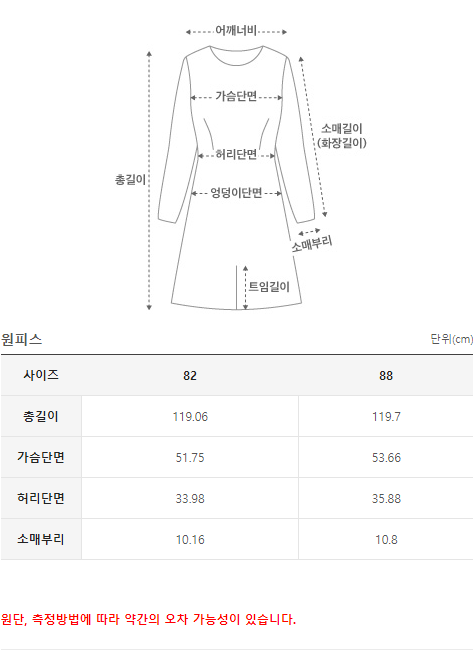 어깨너비
가슴단면
소매길이
(화장길이)
허리단면
총길이
엉덩이단면
소매부리
트임길이
원피스 단위(cm)
사이즈 82 88
총길이 119.06 119.7
가슴단면 51.75 53.66
허리단면 33.98 35.88
소매부리 10.16 10.8
원단, 측정방법에 따라 약간의 오차 가능성이 있습니다.